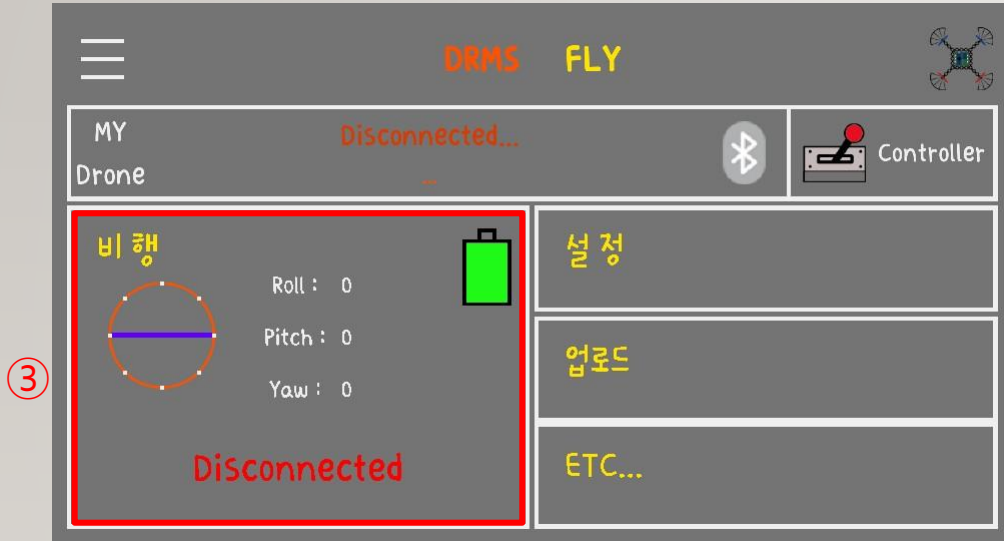 DRMS FLY
MY
Drone
Disconnected...
...
Controller
비행
Roll : 0
Pitch : 0
Yaw : 0
Disconnected
③
설정
업로드
ETC...